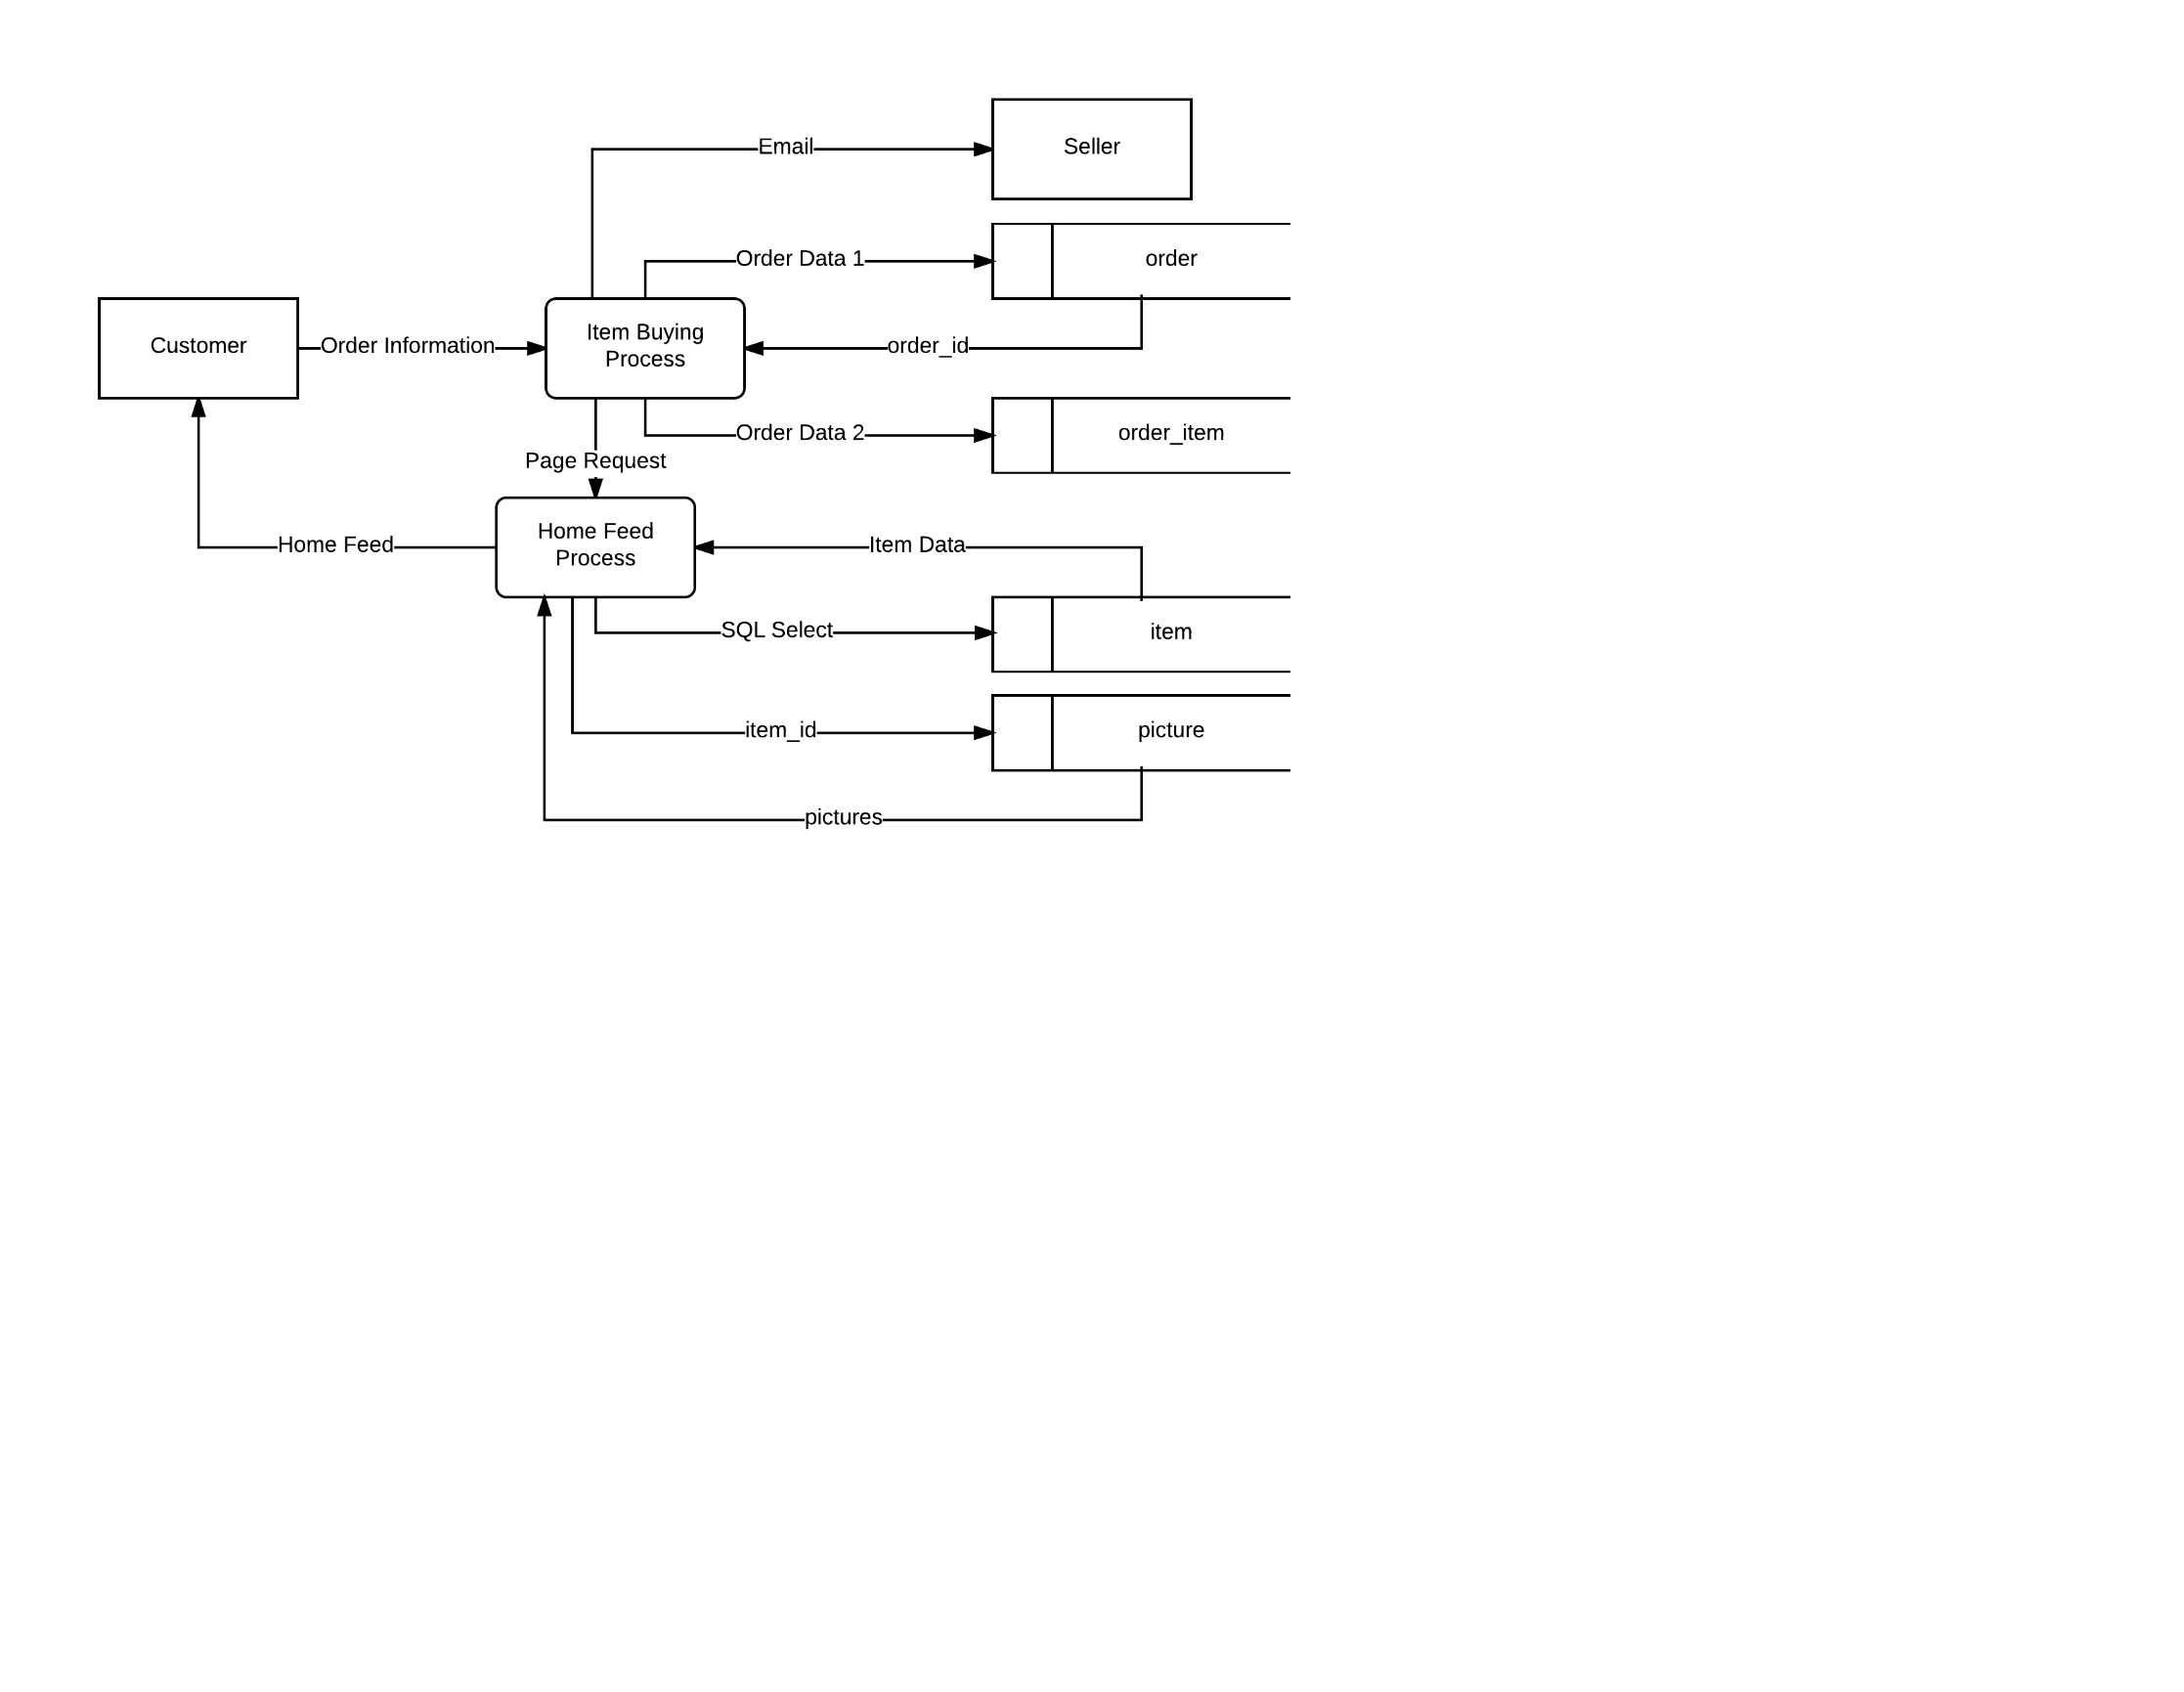 Email
Seller
Order Data 1
order
Customer
Order Information
Item Buying
Process
order_id
Order Data 2
order_item
Page Request
Home Feed
Home Feed
Process
Item Data
SQL Select
item
item_id
picture
pictures